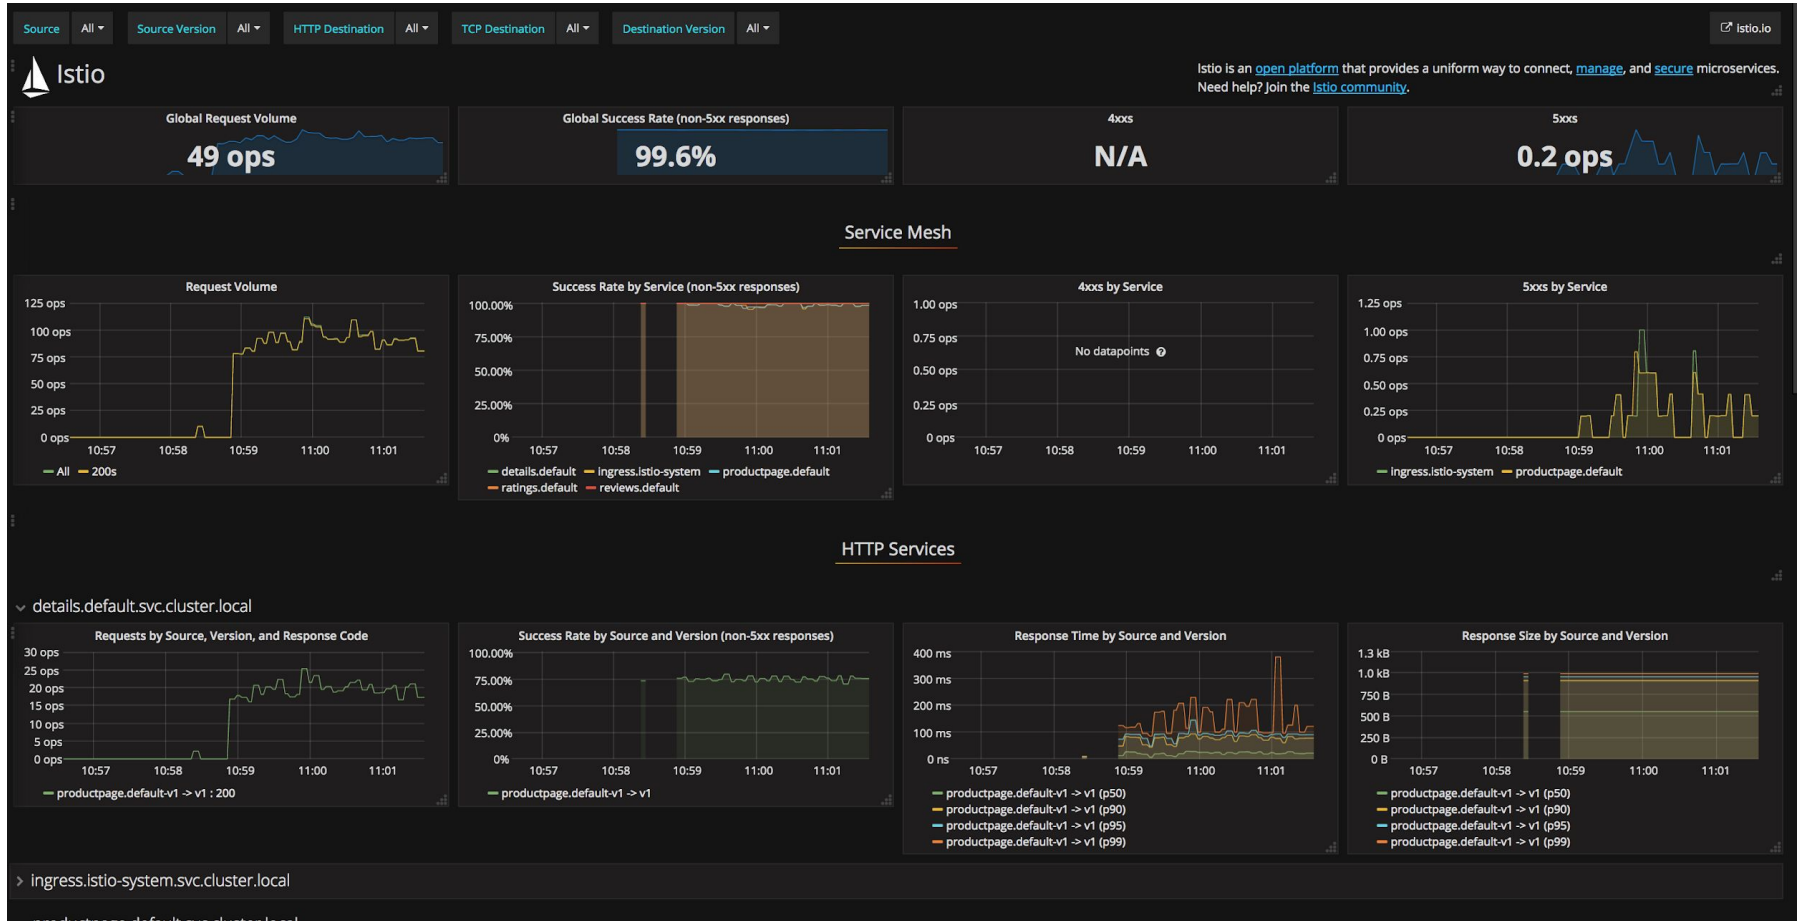 Source All Source Version All HTTP Destination All TCP Destination All Destination Version All istio.io
Istio
Istio is an open platform that provides a uniform way to connect, manage, and secure microservices.
Need help? Join the Istio community.
Global Request Volume
49 ops
Global Success Rate (non-5xx responses)
99.6%
4xxs
N/A
5xxs
0.2 ops
Service Mesh
Request Volume
125 ops
100 ops
75 ops
50 ops
25 ops
0 ops
10:57 10:58 10:59 11:00 11:01
All 200s
Success Rate by Service (non-5xx responses)
100.00%
75.00%
50.00%
25.00%
0%
10:57 10:58 10:59 11:00 11:01
details.default ingress.istio-system productpage.default
ratings.default reviews.default
4xxs by Service
1.00 ops
0.75 ops
No datapoints
0.50 ops
0.25 ops
0 ops
10:57 10:58 10:59 11:00 11:01
5xxs by Service
1.25 ops
1.00 ops
0.75 ops
0.50 ops
0.25 ops
0 ops
10:57 10:58 10:59 11:00 11:01
ingress.istio-system productpage.default
HTTP Services
details.default.svc.cluster.local
Requests by Source, Version, and Response Code
30 ops
25 ops
20 ops
15 ops
10 ops
5 ops
0 ops
10:57 10:58 10:59 11:00 11:01
productpage.default-v1 -> v1 : 200
Success Rate by Source and Version (non-5xx responses)
100.00%
75.00%
50.00%
25.00%
0%
10:57 10:58 10:59 11:00 11:01
productpage.default-v1 -> v1
Response Time by Source and Version
400 ms
300 ms
200 ms
100 ms
0 ns
10:57 10:58 10:59 11:00 11:01
productpage.default-v1 -> v1 (p50)
productpage.default-v1 -> v1 (p90)
productpage.default-v1 -> v1 (p95)
productpage.default-v1 -> v1 (p99)
Response Size by Source and Version
1.3 kB
1.0 kB
750 B
500 B
250 B
0 B
10:57 10:58 10:59 11:00 11:01
productpage.default-v1 -> v1 (p50)
productpage.default-v1 -> v1 (p90)
productpage.default-v1 -> v1 (p95)
productpage.default-v1 -> v1 (p99)
ingress.istio-system.svc.cluster.local
productpage.default.svc.cluster.local